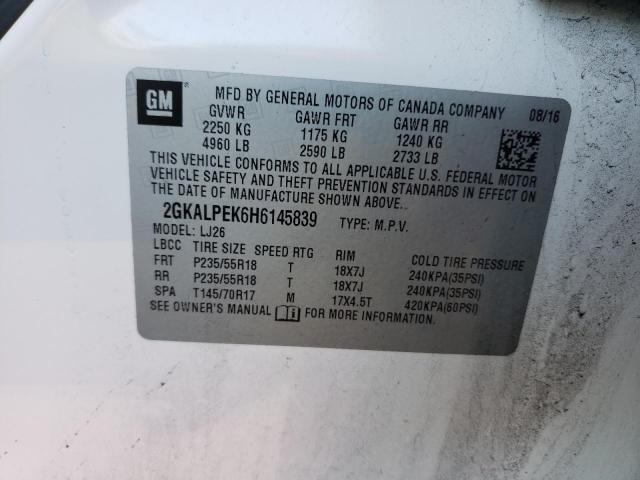 GM
MFD BY GENERAL MOTORS OF CANADA COMPANY 08/16
GVWR GAWR FRT GAWR RR
2250 KG 1175 KG 1240 KG
4960 LB 2590 LB 2733 LB
THIS VEHICLE CONFORMS TO ALL APPLICABLE U.S. FEDERAL MOTOR
VEHICLE SAFETY AND THEFT PREVENTION STANDARDS IN EFFECT ON
THE DATE OF MANUFACTURE SHOWN ABOVE.
2GKALPEK6H6145839 TYPE: M.P.V.
MODEL: LJ26
LBCC TIRE SIZE SPEED RTG RIM COLD TIRE PRESSURE
FRT P235/55R18 T 18X7J 240KPA(35PSI)
RR P235/55R18 T 18X7J 240KPA(35PSI)
SPA T145/70R17 M 17X4.5T 420KPA(60PSI)
SEE OWNER'S MANUAL FOR MORE INFORMATION.